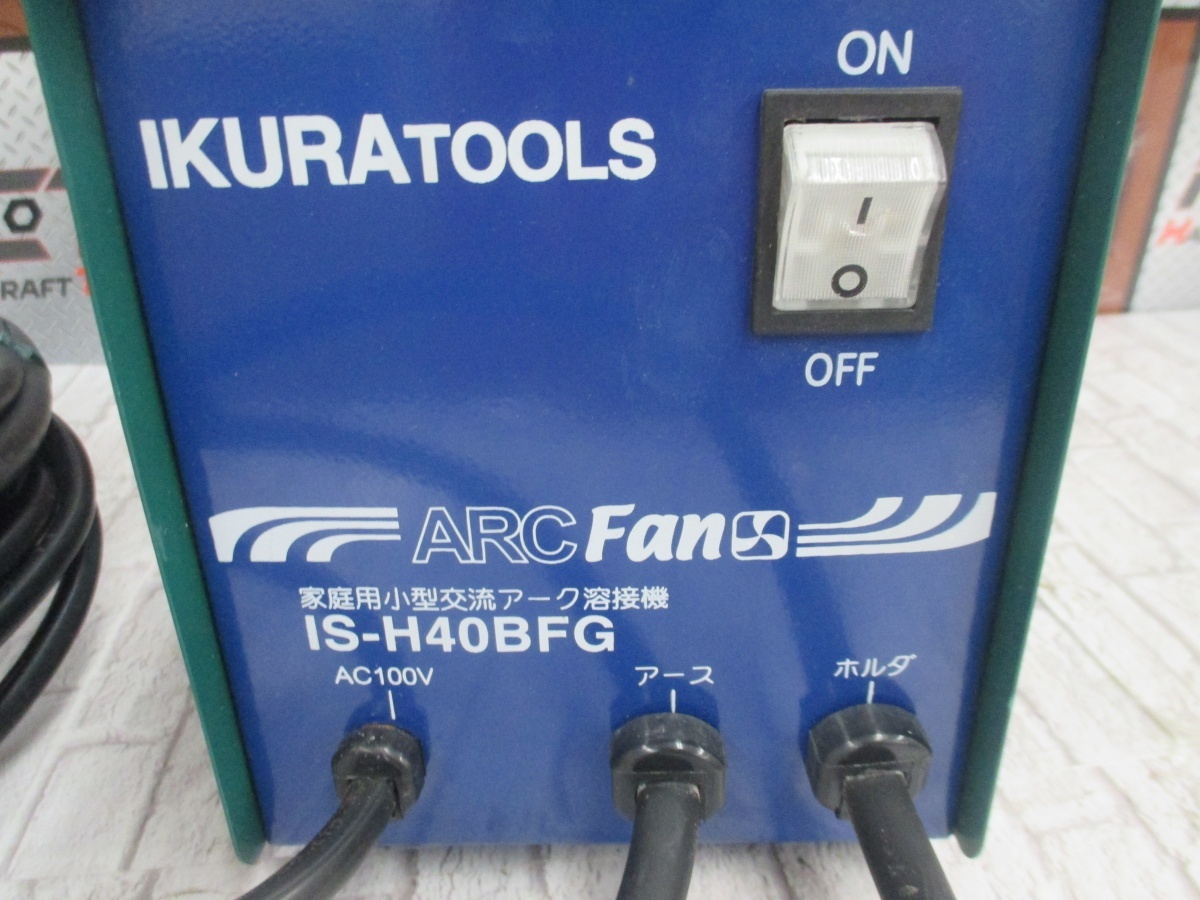 ON
IKURATOOLS
I
O
OFF
ARC Fan
家庭用小型交流アーク溶接機
IS-H40BFG
AC100V アース ホルダ
RAFT